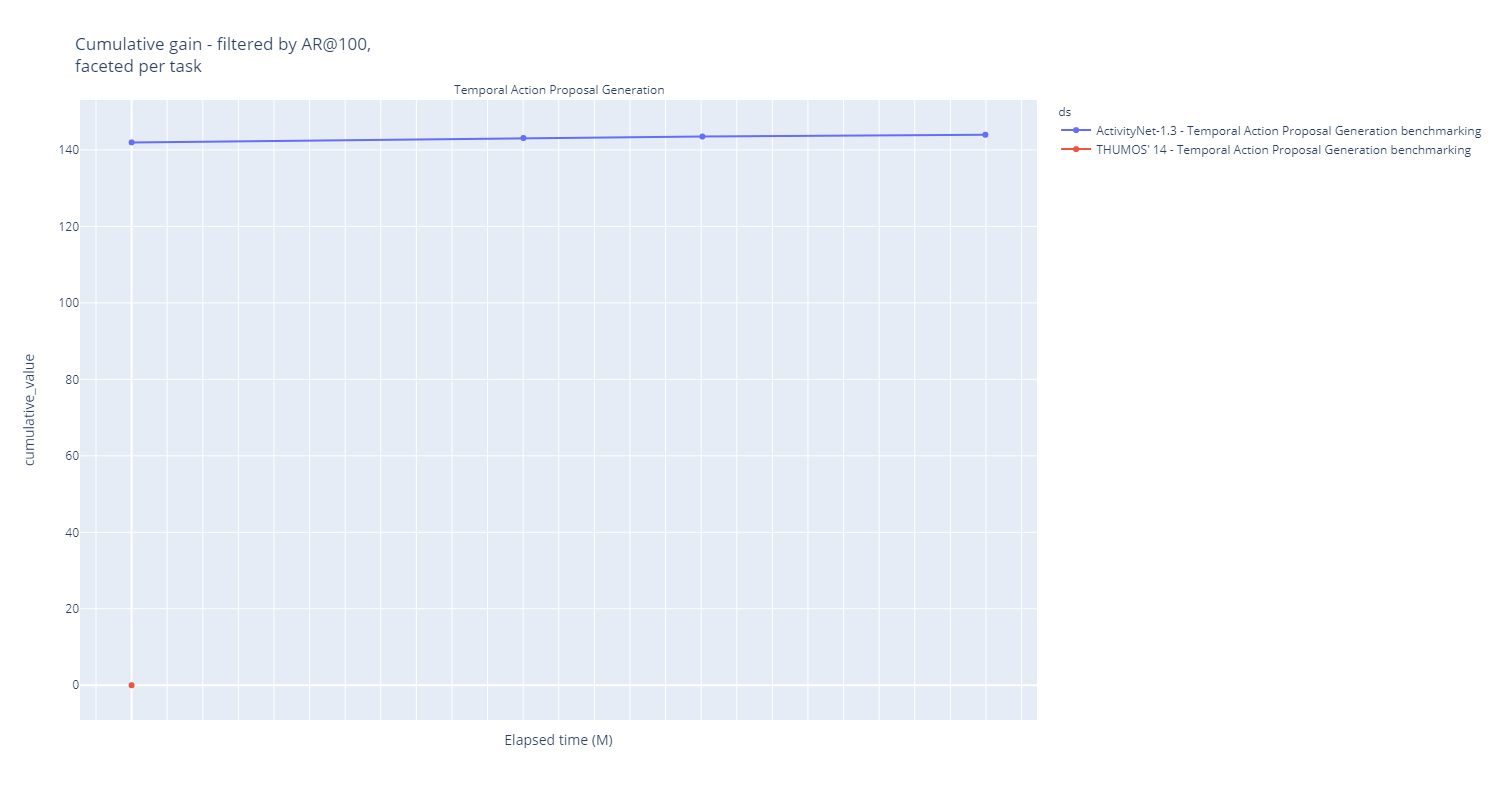 Cumulative gain - filtered by AR@100,
faceted per task
Temporal Action Proposal Generation
ds
ActivityNet-1.3 - Temporal Action Proposal Generation benchmarking
THUMOS' 14 - Temporal Action Proposal Generation benchmarking
140
120
100
80
60
40
20
0
cumulative_value
Elapsed time (M)